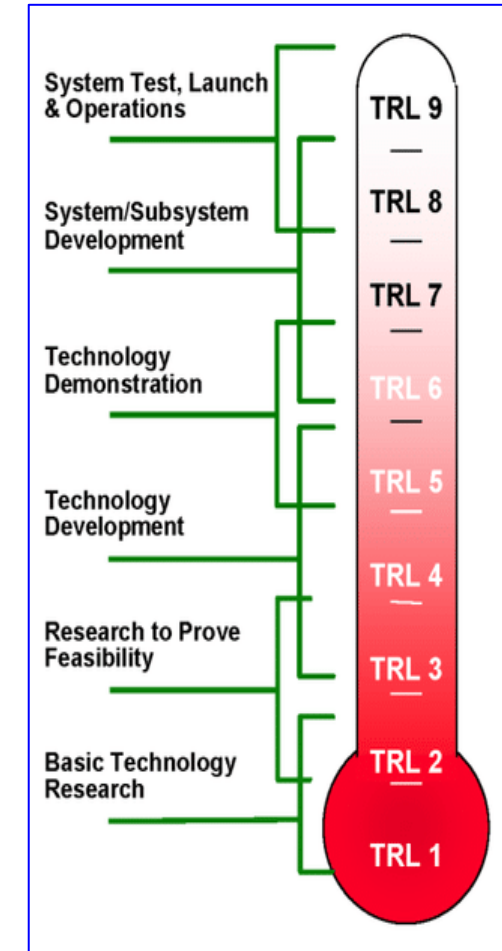 System Test, Launch
& Operations
System/Subsystem
Development
Technology
Demonstration
Technology
Development
Research to Prove
Feasibility
Basic Technology
Research
TRL 9
TRL 8
TRL 7
TRL 6
TRL 5
TRL 4
TRL 3
TRL 2
TRL 1